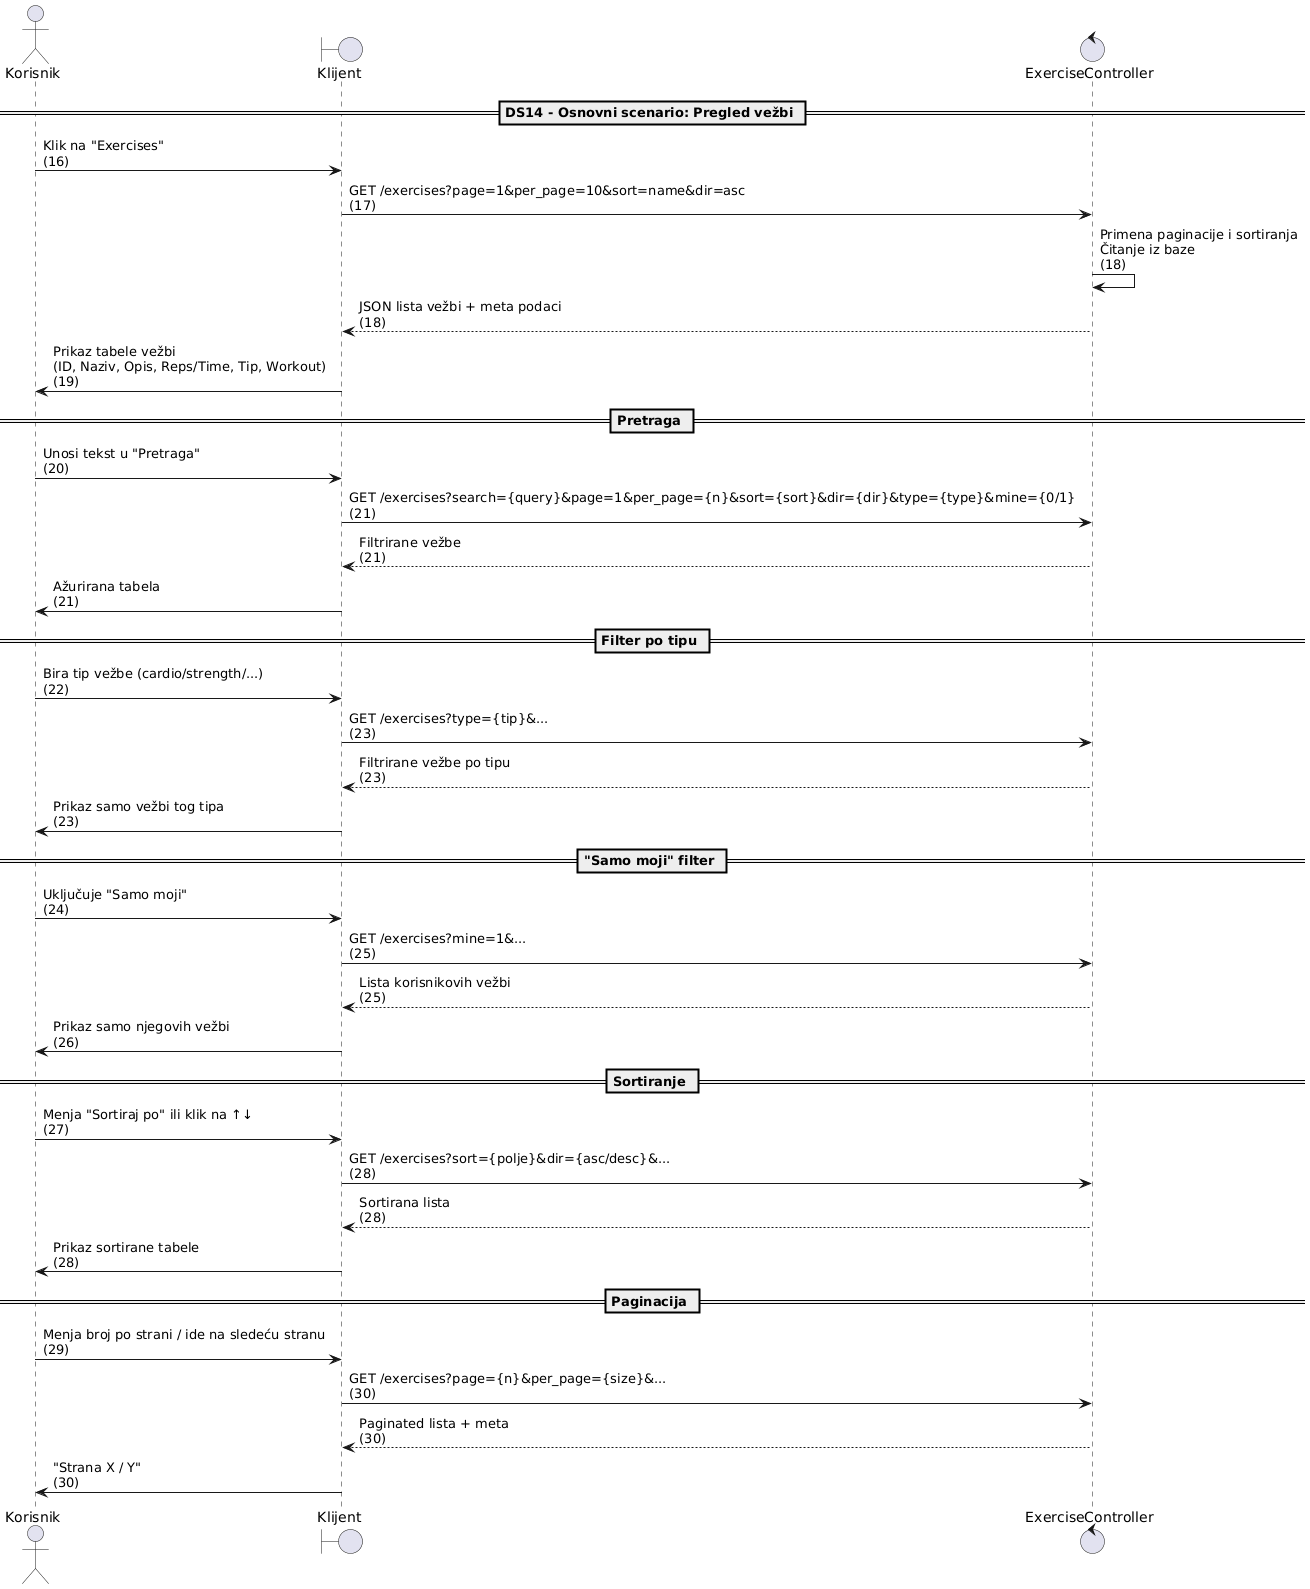 Korisnik
Klijent
ExerciseController
DS14 - Osnovni scenario: Pregled vežbi
Klik na "Exercises"
(16)
GET /exercises?page=1&per_page=10&sort=name&dir=asc
(17)
Primena paginacije i sortiranja
Čitanje iz baze
(18)
JSON lista vežbi + meta podaci
(18)
Prikaz tabele vežbi
(ID, Naziv, Opis, Reps/Time, Tip, Workout)
(19)
Pretraga
Unosi tekst u "Pretraga"
(20)
GET /exercises?search={query}&page=1&per_page={n}&sort={sort}&dir={dir}&type={type}&mine={0/1}
(21)
Filtrirane vežbe
(21)
Ažurirana tabela
(21)
Filter po tipu
Bira tip vežbe (cardio/strength/...)
(22)
GET /exercises?type={tip}&...
(23)
Filtrirane vežbe po tipu
(23)
Prikaz samo vežbi tog tipa
(23)
"Samo moji" filter
Uključuje "Samo moji"
(24)
GET /exercises?mine=1&...
(25)
Lista korisnikovih vežbi
(25)
Prikaz samo njegovih vežbi
(26)
Sortiranje
Menja "Sortiraj po" ili klik na ↑↓
(27)
GET /exercises?sort={polje}&dir={asc/desc}&...
(28)
Sortirana lista
(28)
Prikaz sortirane tabele
(28)
Paginacija
Menja broj po strani / ide na sledeću stranu
(29)
GET /exercises?page={n}&per_page={size}&...
(30)
Paginated lista + meta
(30)
"Strana X / Y"
(30)
Korisnik
Klijent
ExerciseController